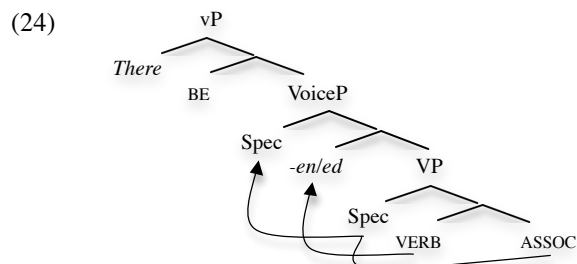 (24)
vP
There
BE
VoiceP
Spec
-en/ed
VP
Spec
VERB
ASSOC